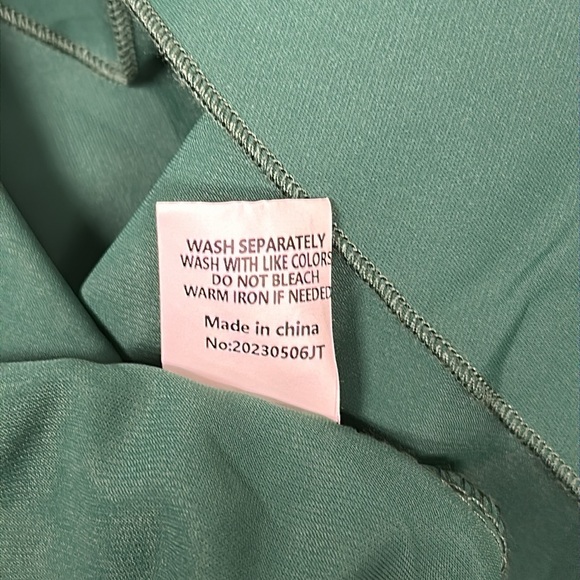 WASH SEPARATELY
WASH WITH LIKE COLORS
DO NOT BLEACH
WARM IRON IF NEEDED
Made in china
No:20230506JT